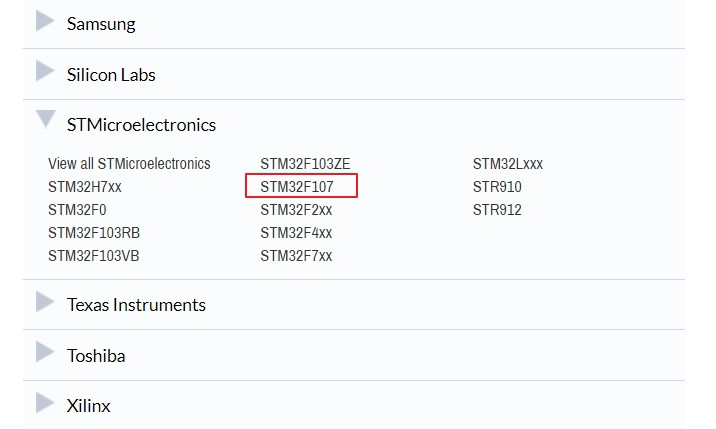 Samsung
Silicon Labs
STMicroelectronics
View all STMicroelectronics
STM32H7xx
STM32F0
STM32F103RB
STM32F103VB
STM32F103ZE
STM32F107
STM32F2xx
STM32F4xx
STM32F7xx
STM32Lxxx
STR910
STR912
Texas Instruments
Toshiba
Xilinx